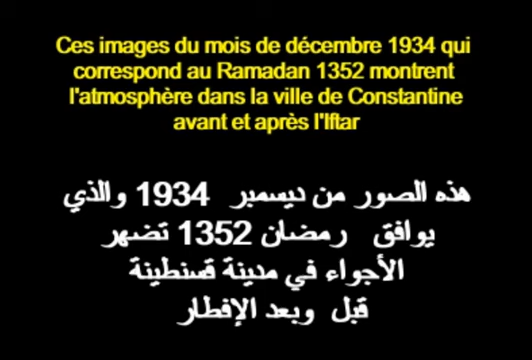 Ces images du mois de décembre 1934 qui
correspond au Ramadan 1352 montrent
l'atmosphère dans la ville de Constantine
avant et après l'Iftar
هذه الصور من ديسمبر 1934 والذي
يوافق رمضان 1352 تضهر
الأجواء في مدينة قسنطينة
قبل وبعد الإفطار